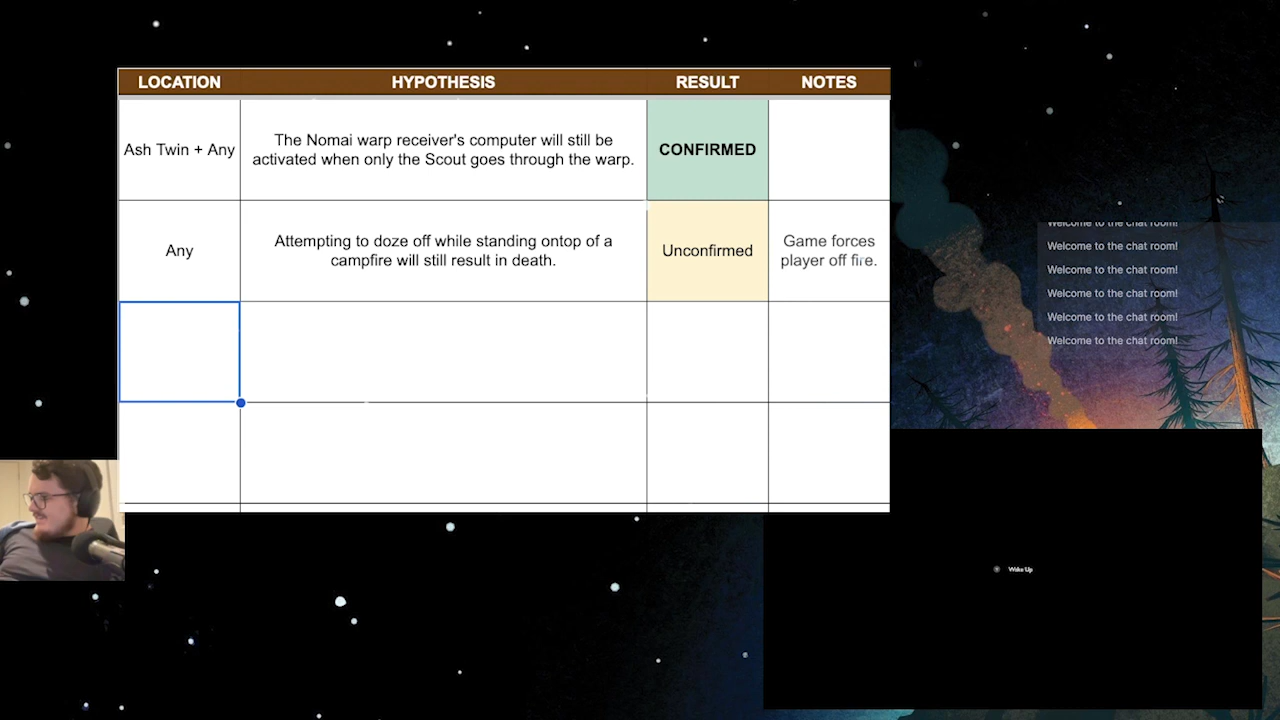 LOCATION HYPOTHESIS RESULT NOTES
Ash Twin + Any
The Nomai warp receiver's computer will still be
activated when only the Scout goes through the warp.
CONFIRMED
Any
Attempting to doze off while standing ontop of a
campfire will still result in death.
Unconfirmed
Game forces
player off fire.
Welcome to the chat room!
Welcome to the chat room!
Welcome to the chat room!
Welcome to the chat room!
Welcome to the chat room!
Welcome to the chat room!
Wake Up